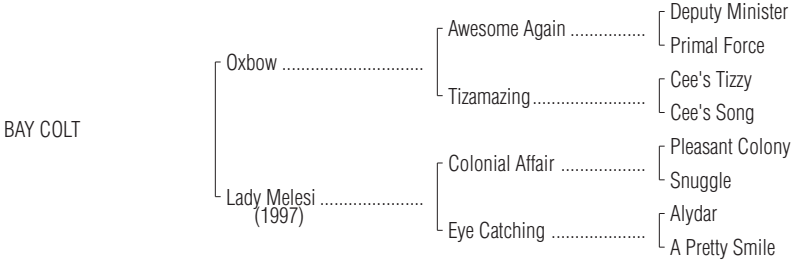 Deputy Minister
Awesome Again ................
Primal Force
Oxbow ..............................
Cee's Tizzy
Tizamazing........................
Cee's Song
BAY COLT
Pleasant Colony
Colonial Affair ..................
Snuggle
Lady Melesi ......................
(1997)
Alydar
Eye Catching ....................
A Pretty Smile